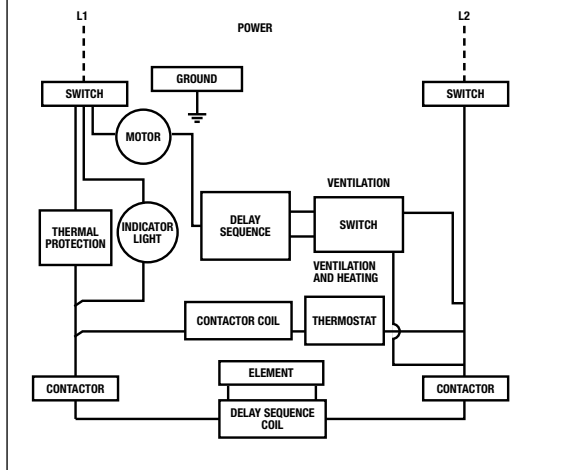 L1
L2
POWER
GROUND
SWITCH
SWITCH
MOTOR
VENTILATION
THERMAL
PROTECTION
INDICATOR
LIGHT
DELAY
SEQUENCE
SWITCH
VENTILATION
AND HEATING
CONTACTOR COIL
THERMOSTAT
ELEMENT
CONTACTOR
CONTACTOR
DELAY SEQUENCE
COIL